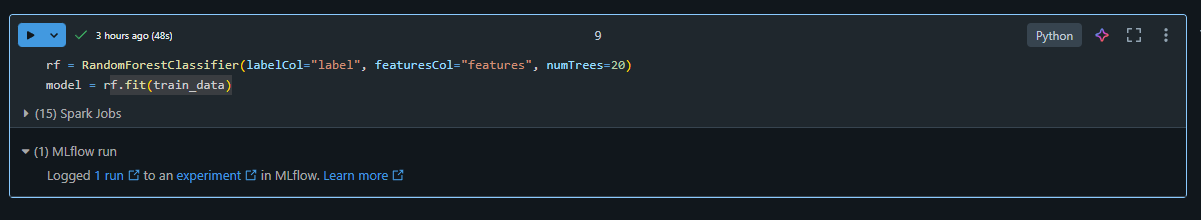 3 hours ago (48s)
9
Python
rf = RandomForestClassifier(labelCol="label", featuresCol="features", numTrees=20)
model = rf.fit(train_data)
(15) Spark Jobs
(1) MLflow run
Logged 1 run to an experiment in MLflow. Learn more